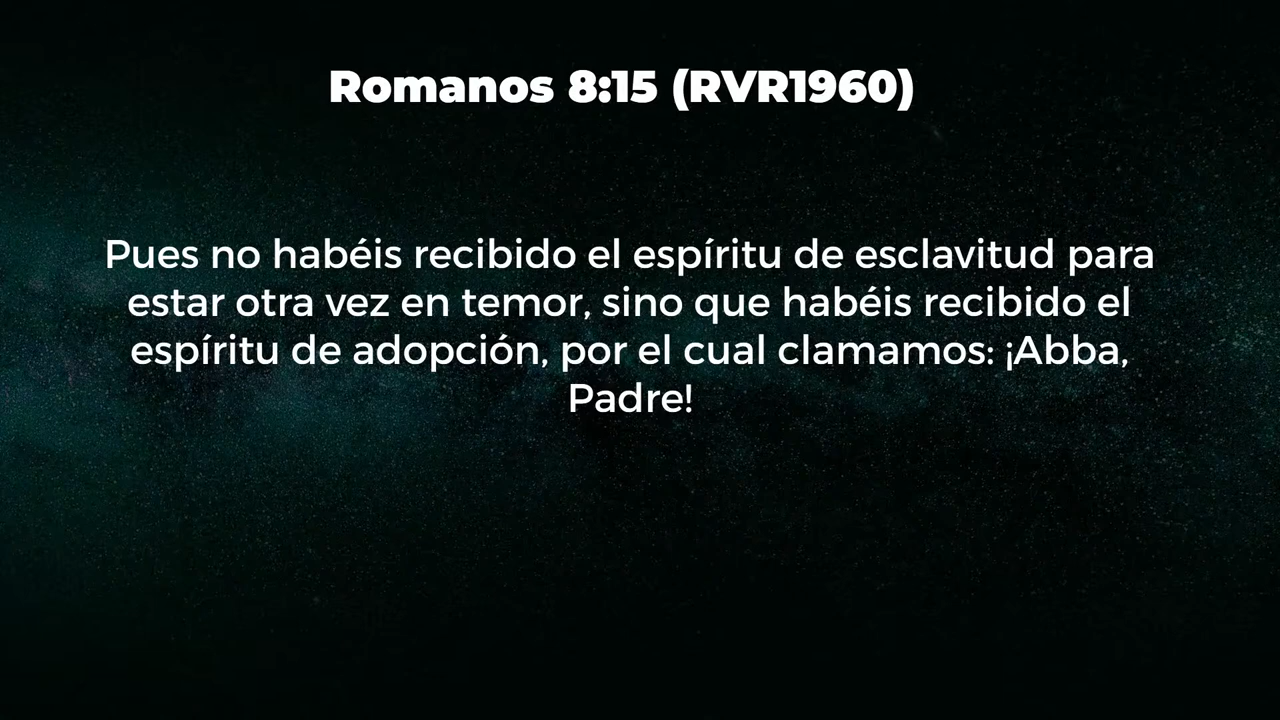 Romanos 8:15 (RVR1960)
Pues no habéis recibido el espíritu de esclavitud para
estar otra vez en temor, sino que habéis recibido el
espíritu de adopción, por el cual clamamos: ¡Abba,
Padre!